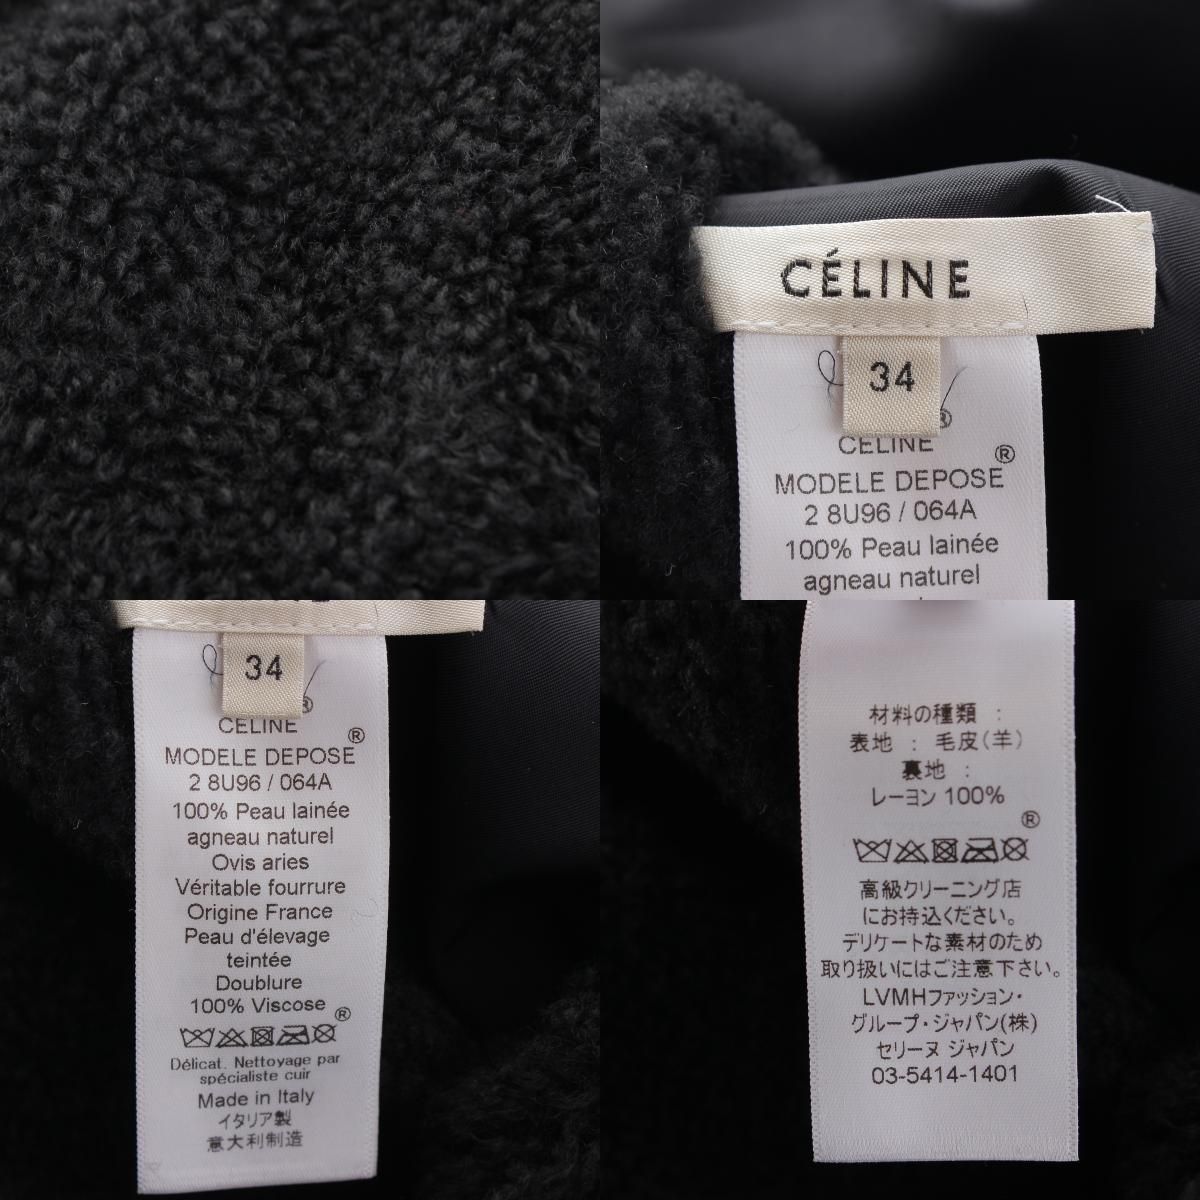 CÉLINE
34
CELINE ®
MODELE DEPOSE ®
2 8U96 / 064A
100% Peau lainée
agneau naturel
34
CELINE ®
MODELE DEPOSE ®
2 8U96 / 064A
100% Peau lainée
agneau naturel
Ovis aries
Véritable fourrure
Origine France
Peau d'élevage
teintée
Doublure
100% Viscose
®
Délicat. Nettoyage par
spécialiste cuir
Made in Italy
イタリア製
意大利制造
材料の種類 :
表地 : 毛皮(羊)
裏地 :
レーヨン 100%
®
高級クリーニング店
にお持込ください。
デリケートな素材のため
取り扱いにはご注意下さい。
LVMHファッション・
グループ・ジャパン(株)
セリーヌ ジャパン
03-5414-1401